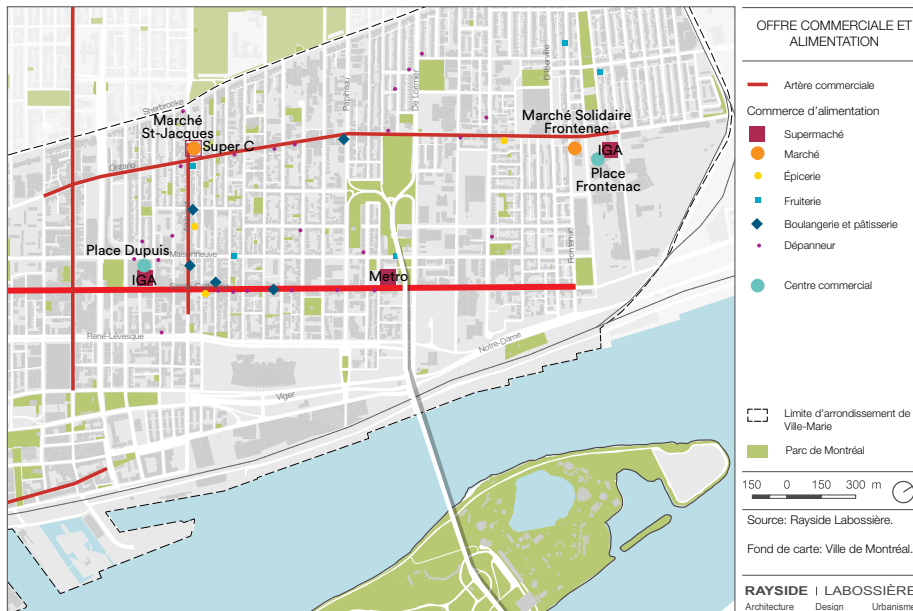 OFFRE COMMERCIALE ET
ALIMENTATION
Artère commerciale
Commerce d'alimentation
Supermaché
Marché
Épicerie
Fruiterie
Boulangerie et pâtisserie
Dépanneur
Centre commercial
Limite d'arrondissement de
Ville-Marie
Parc de Montréal
150 0 150 300 m
Source: Rayside Labossière.
Fond de carte: Ville de Montréal.
RAYSIDE | LABOSSIÈRE
Architecture Design Urbanisme
Sherbrooke
Marché
St-Jacques
Super C
Ontario
Papineau
De Lorimier
D'Iberville
Marché Solidaire
Frontenac
IGA
Place
Frontenac
Frontenac
Place Dupuis
IGA
Maisonneuve
Metro
René-Lévesque
Notre-Dame
Viger